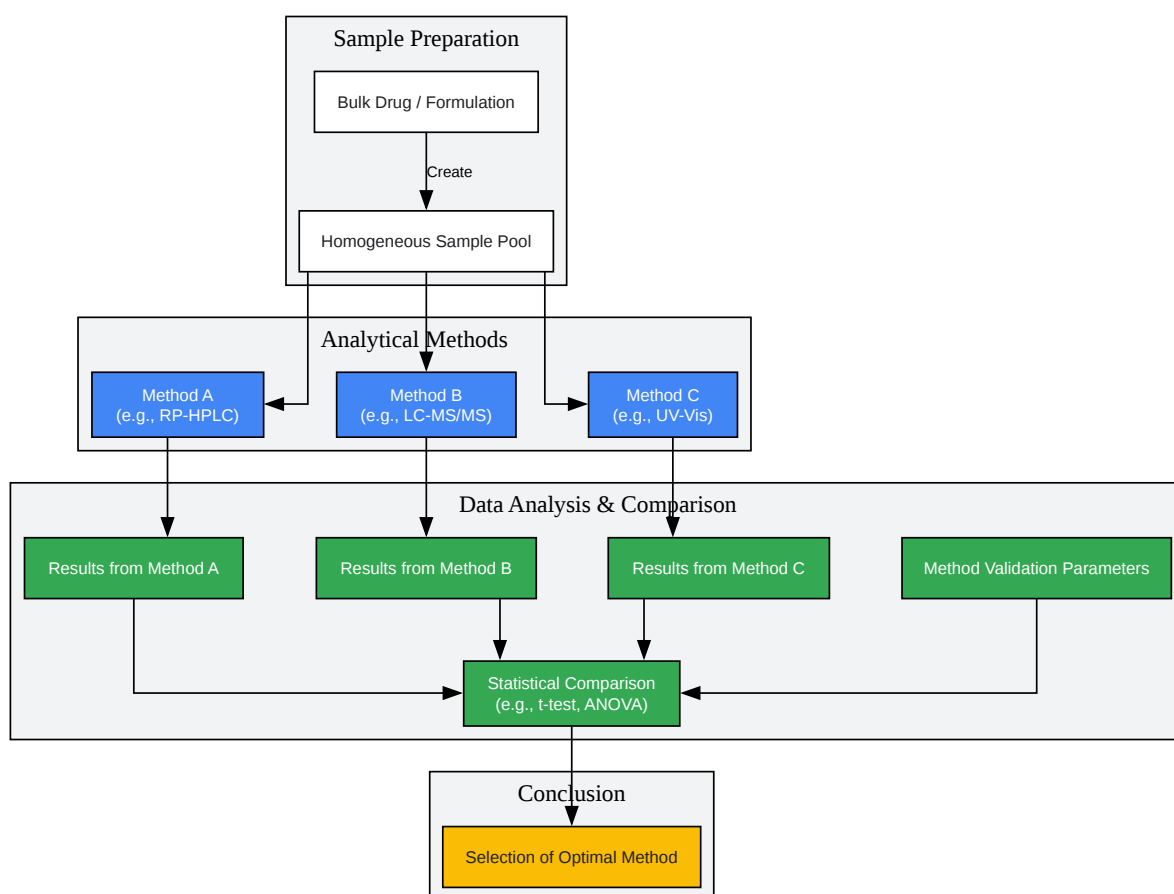 Sample Preparation
Bulk Drug / Formulation
Create
Homogeneous Sample Pool
Analytical Methods
Method A
(e.g., RP-HPLC)
Method B
(e.g., LC-MS/MS)
Method C
(e.g., UV-Vis)
Data Analysis & Comparison
Results from Method A
Results from Method B
Results from Method C
Method Validation Parameters
Statistical Comparison
(e.g., t-test, ANOVA)
Conclusion
Selection of Optimal Method